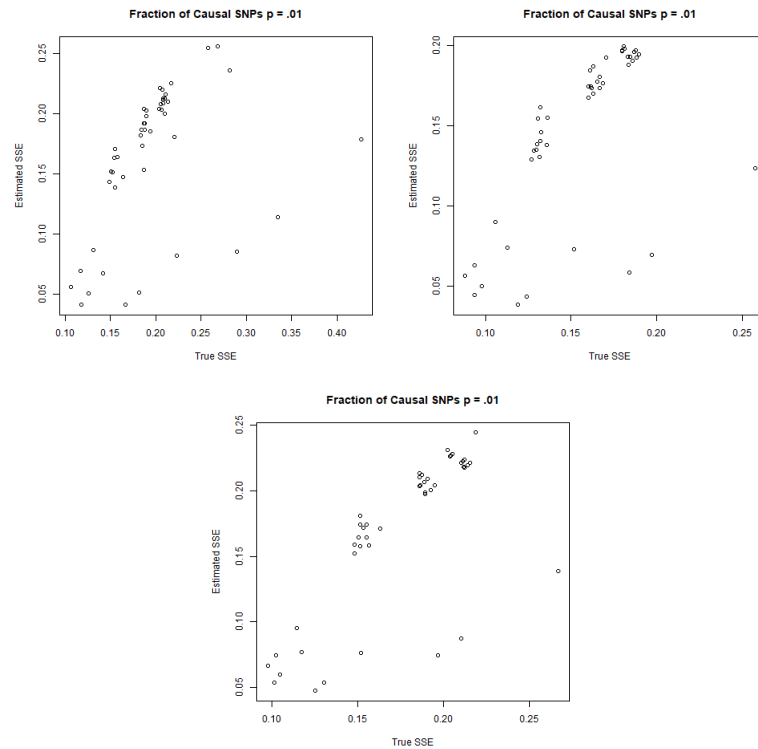 Fraction of Causal SNPs p = .01
Estimated SSE
0.25
0.20
0.15
0.10
0.05
0.10 0.15 0.20 0.25 0.30 0.35 0.40
True SSE
Fraction of Causal SNPs p = .01
Estimated SSE
0.20
0.15
0.10
0.05
0.10 0.15 0.20 0.25
True SSE
Fraction of Causal SNPs p = .01
Estimated SSE
0.25
0.20
0.15
0.10
0.05
0.10 0.15 0.20 0.25
True SSE